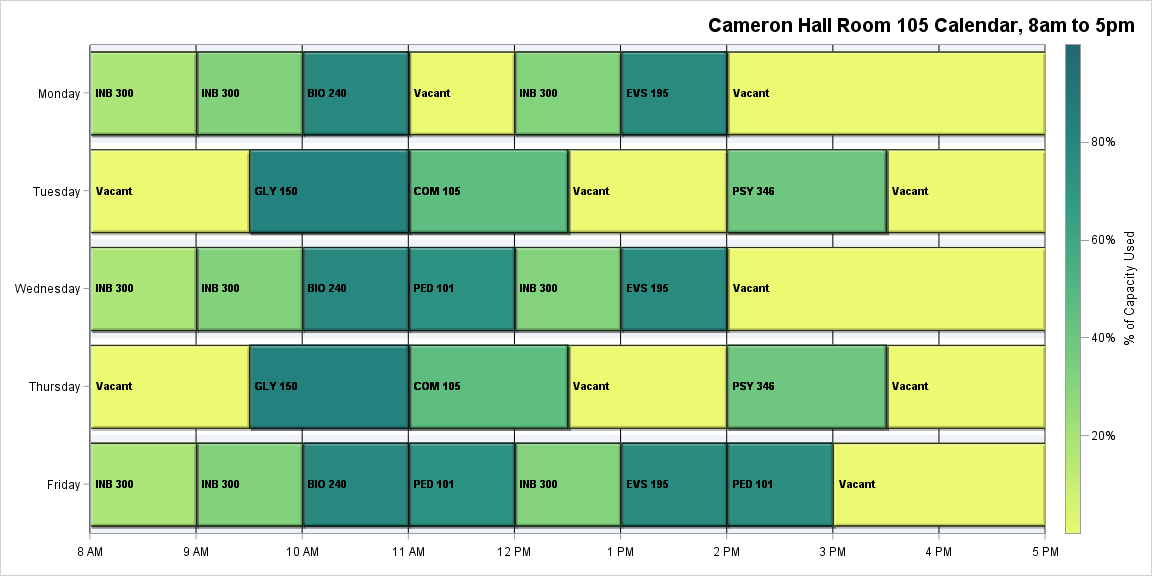 Cameron Hall Room 105 Calendar, 8am to 5pm
Monday INB 300 INB 300 BIO 240 Vacant INB 300 EVS 195 Vacant
Tuesday Vacant GLY 150 COM 105 Vacant PSY 346 Vacant
Wednesday INB 300 INB 300 BIO 240 PED 101 INB 300 EVS 195 Vacant
Thursday Vacant GLY 150 COM 105 Vacant PSY 346 Vacant
Friday INB 300 INB 300 BIO 240 PED 101 INB 300 EVS 195 PED 101 Vacant
8 AM 9 AM 10 AM 11 AM 12 PM 1 PM 2 PM 3 PM 4 PM 5 PM
80%
60%
40%
20%
% of Capacity Used